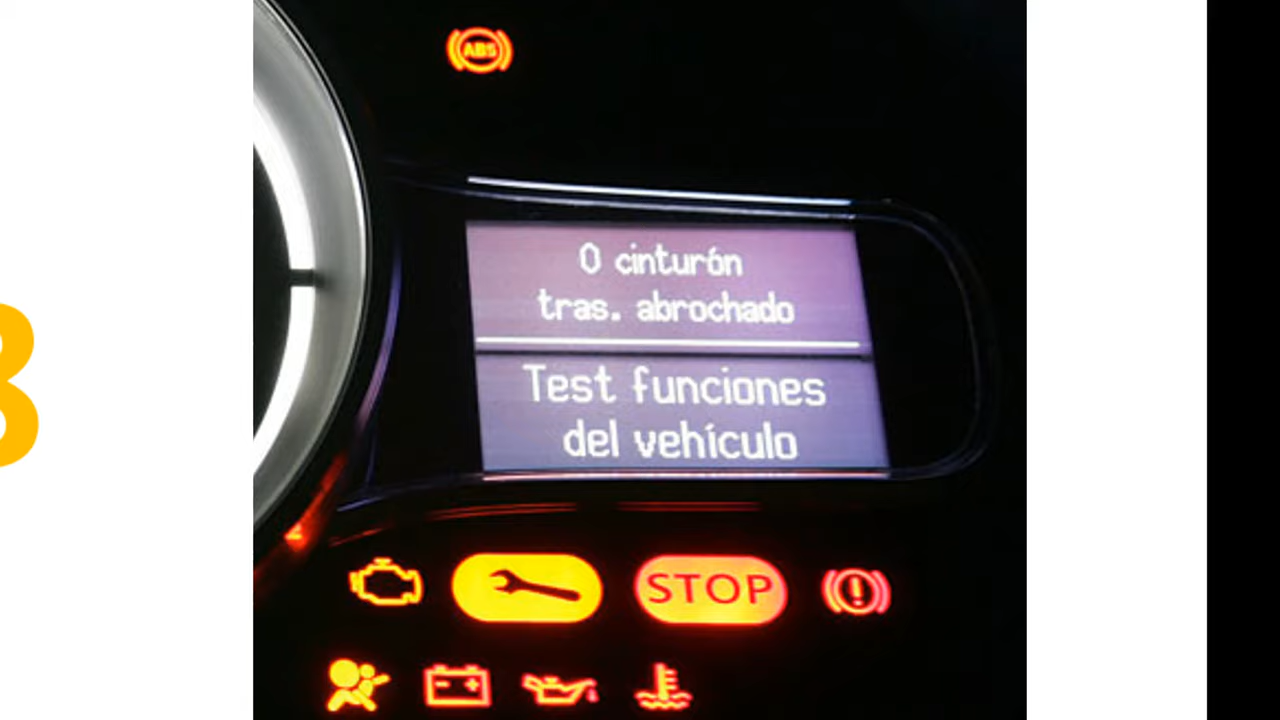 ABS
0 cinturón
tras. abrochado
Test funciones
del vehículo
STOP